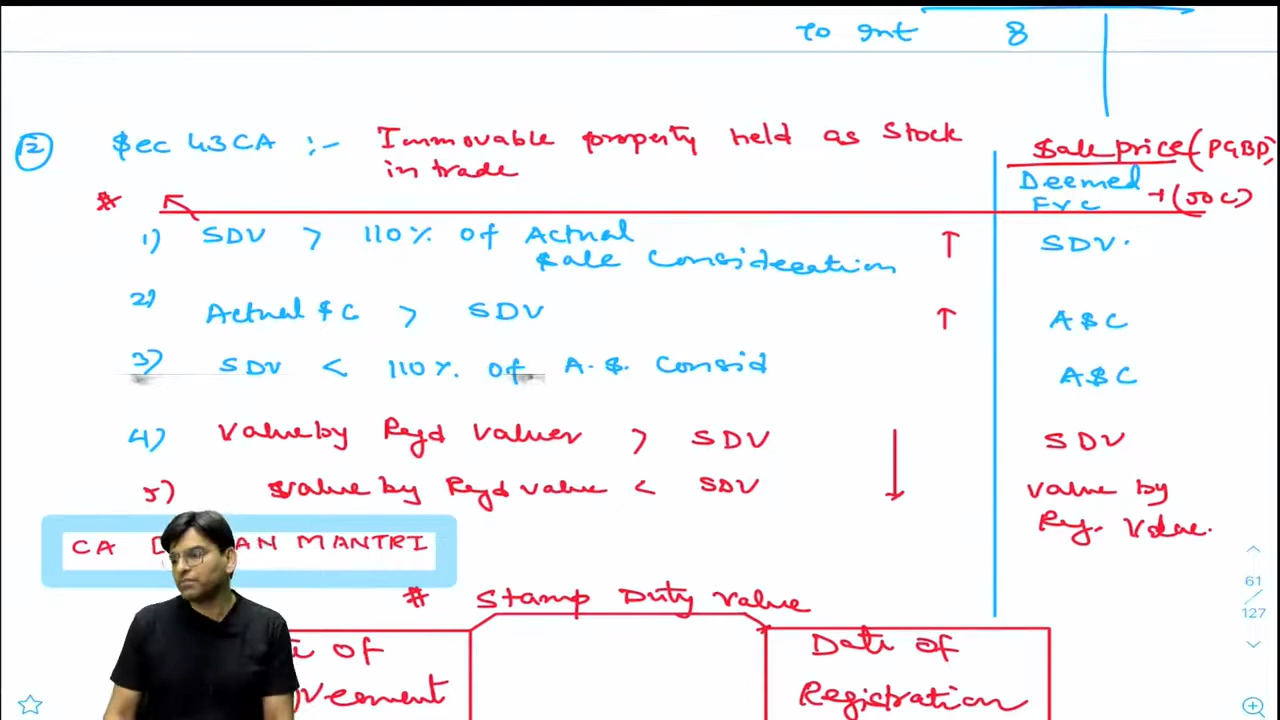 To Int 8
12 Sec 43CA :- Immovable property held as Stock
in trade
Sale price (PGBP)
Deemed
FVC + (50C)
1) SDV > 110% Of Actual
Sale Consideration ↑ SDV.
2) Actual SC > SDV ↑ ASC
3) SDV < 110%. Of A.S. Consid ASC
4) Value by Regd Valuer > SDV SDV
5) Value by Regd value < SDV Value by
Reg. Value.
CA AN MANTRI
# Stamp Duty Value
of
Date of
Registration
61
/
127